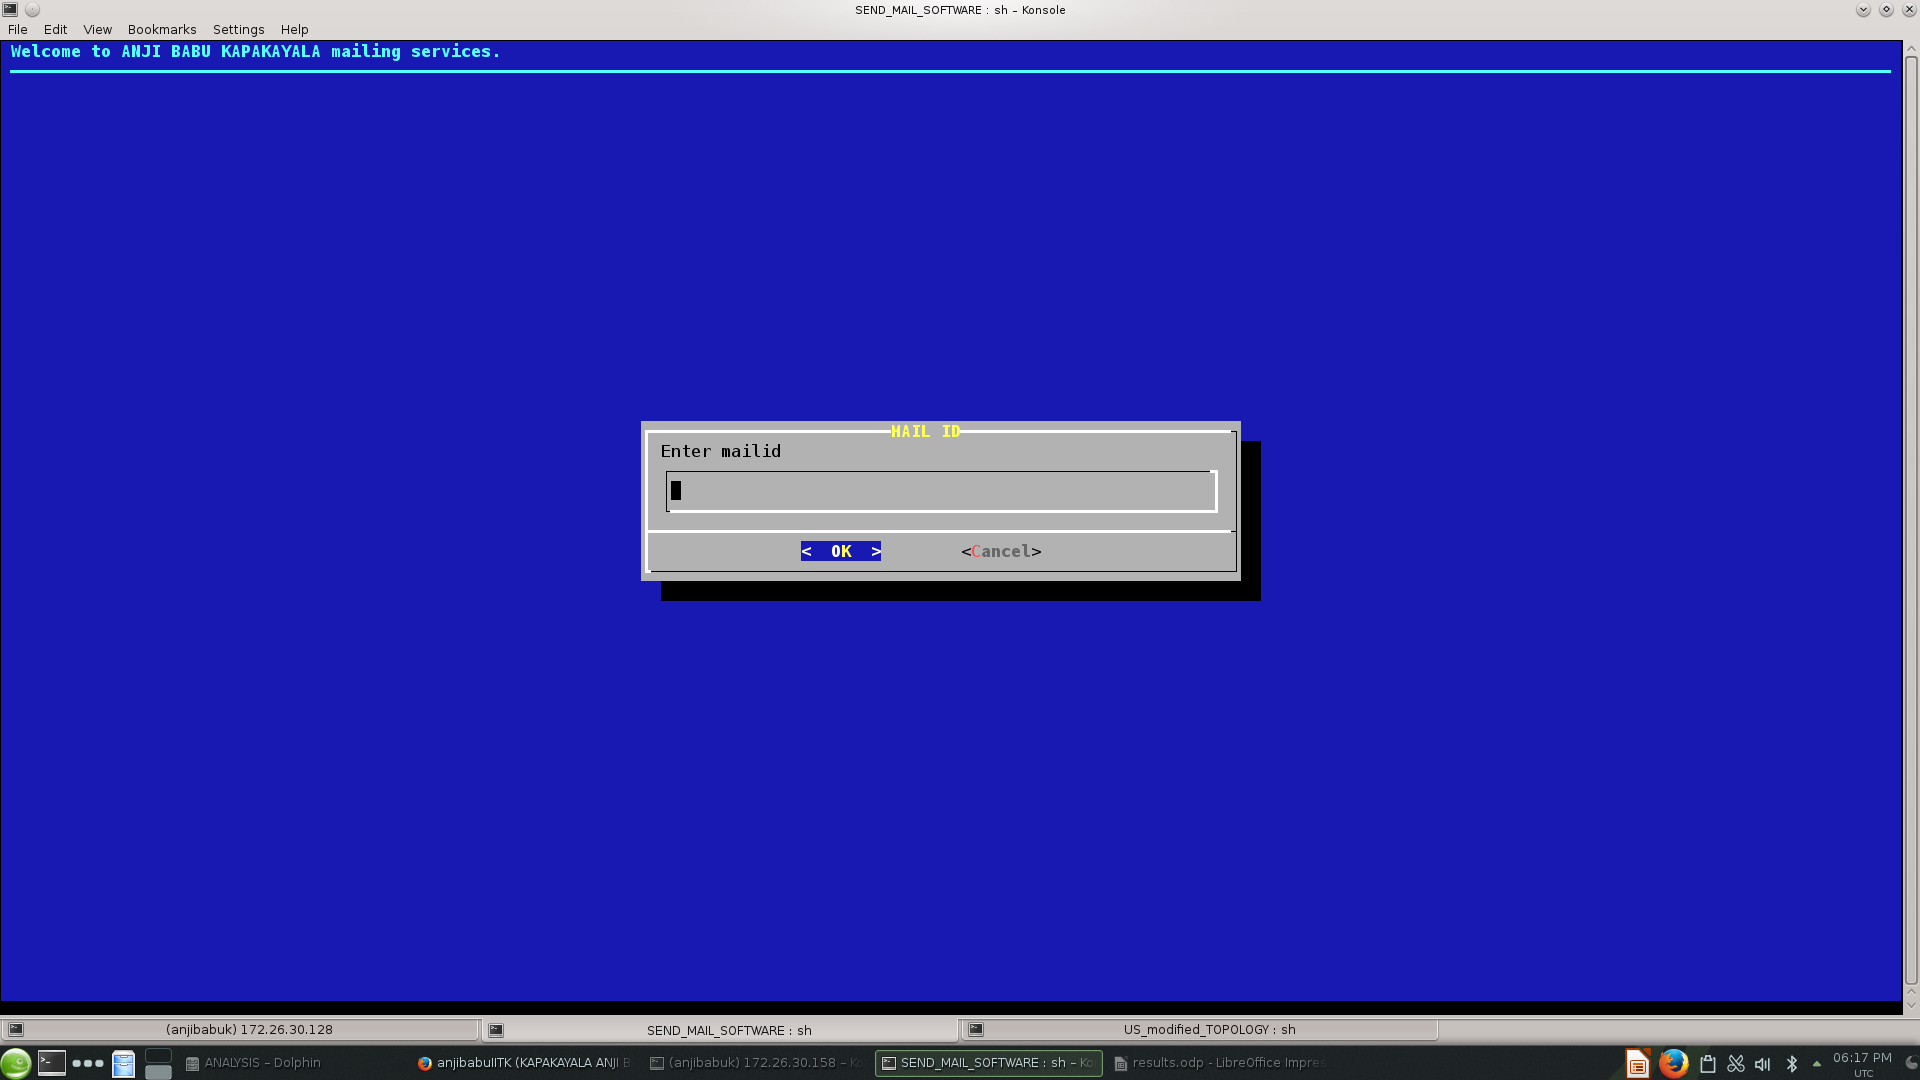 SEND_MAIL_SOFTWARE : sh – Konsole
File Edit View Bookmarks Settings Help
Welcome to ANJI BABU KAPAKAYALA mailing services.
MAIL ID
Enter mailid
< OK > <Cancel>
(anjibabuk) 172.26.30.128 SEND_MAIL_SOFTWARE : sh US_modified_TOPOLOGY : sh
ANALYSIS – Dolphin anjibabuIITK (KAPAKAYALA ANJI B (anjibabuk) 172.26.30.158 – Ko SEND_MAIL_SOFTWARE : sh – Ko results.odp - LibreOffice Impres 06:17 PM
UTC